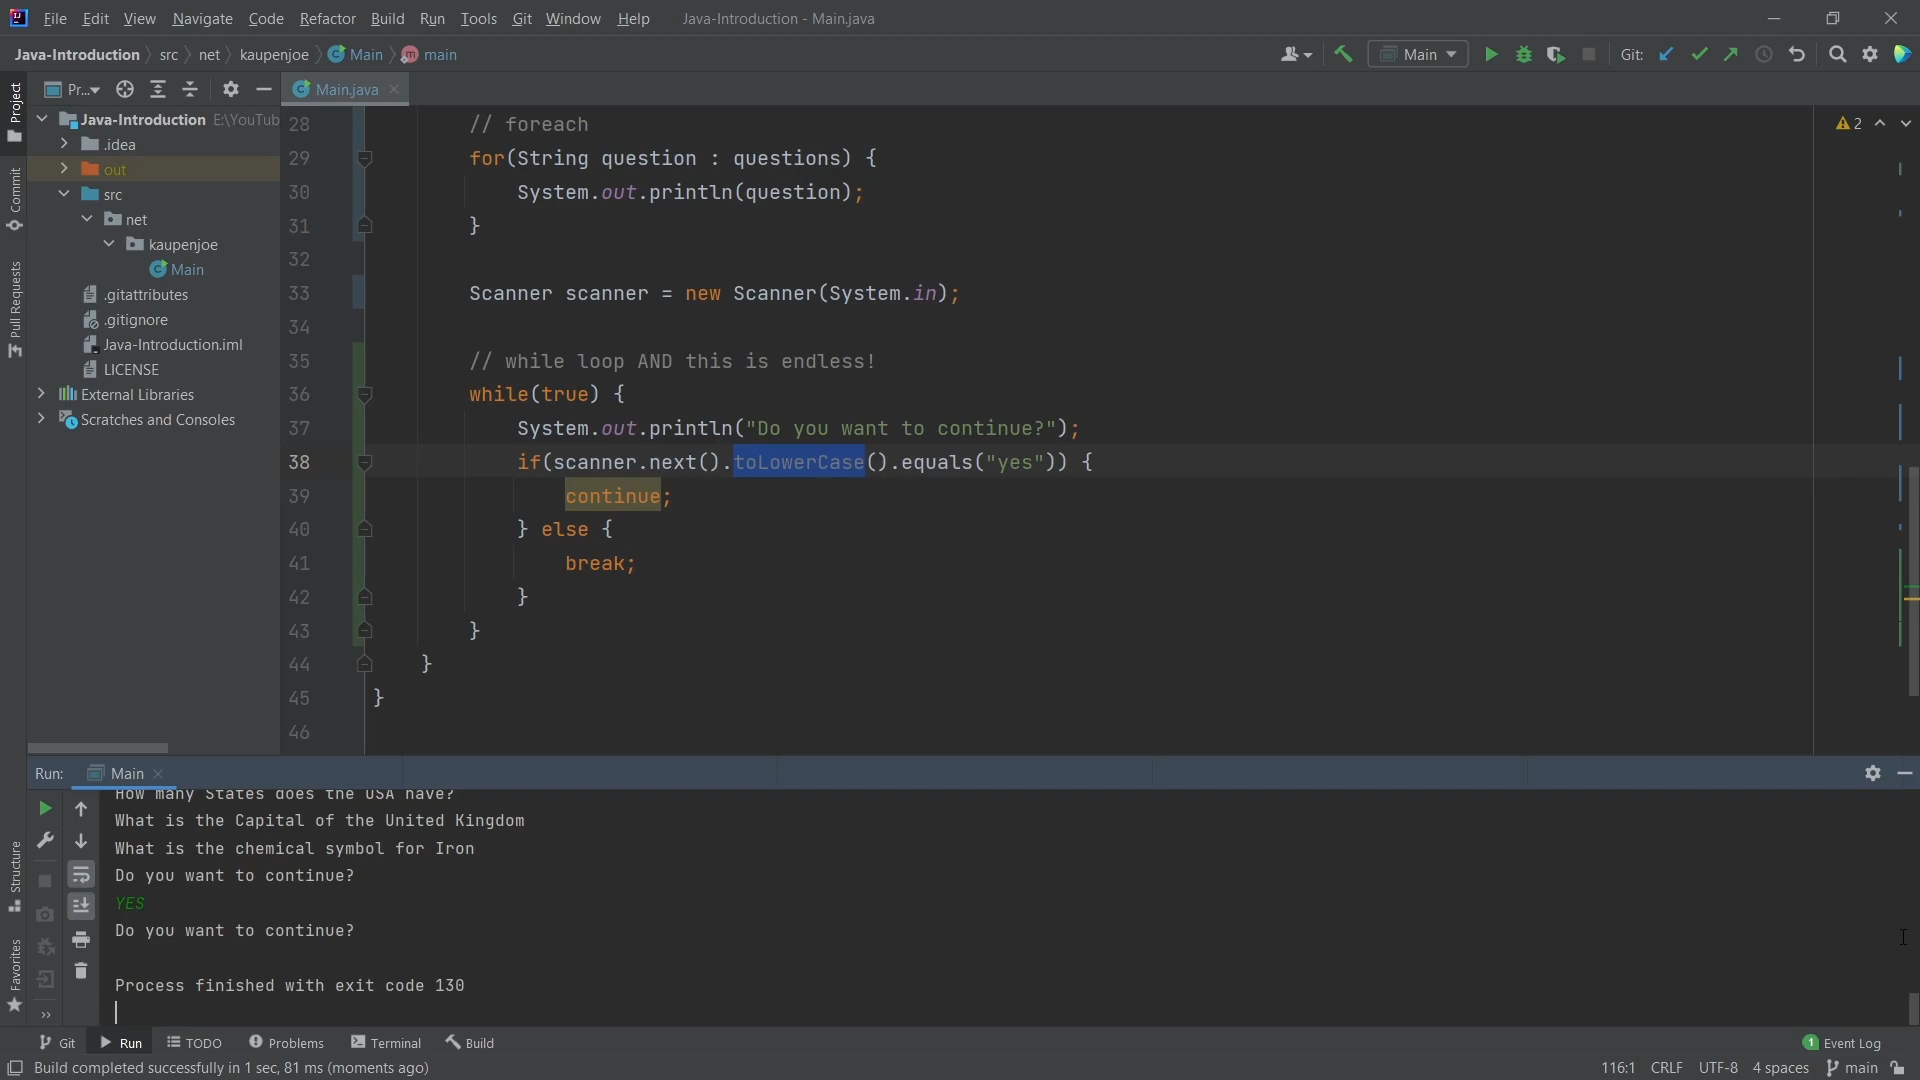 File Edit View Navigate Code Refactor Build Run Tools Git Window Help Java-Introduction - Main.java
Java-Introduction src net kaupenjoe Main main Main Git:
Pr... Main.java
Project
Commit
Pull Requests
Structure
Favorites
Java-Introduction E:\YouTub
.idea
out
src
net
kaupenjoe
Main
.gitattributes
.gitignore
Java-Introduction.iml
LICENSE
External Libraries
Scratches and Consoles
2
28 // foreach
29 for(String question : questions) {
30 System.out.println(question);
31 }
32
33 Scanner scanner = new Scanner(System.in);
34
35 // while loop AND this is endless!
36 while(true) {
37 System.out.println("Do you want to continue?");
38 if(scanner.next().toLowerCase().equals("yes")) {
39 continue;
40 } else {
41 break;
42 }
43 }
44 }
45 }
46
Run: Main
How many States does the USA have?
What is the Capital of the United Kingdom
What is the chemical symbol for Iron
Do you want to continue?
YES
Do you want to continue?
Process finished with exit code 130
Git Run TODO Problems Terminal Build 1 Event Log
Build completed successfully in 1 sec, 81 ms (moments ago) 116:1 CRLF UTF-8 4 spaces main